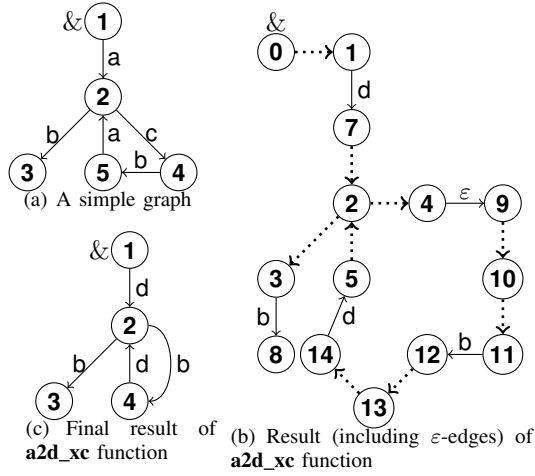 & 1
a
2
b a c
3 5 b 4
(a) A simple graph
& 1
d
2
b d b
3 4
(c) Final result of
a2d_xc function
&
0 1
d
7
2 4 ε 9
3 5 10
b d
8 14 12 b 11
13
(b) Result (including ε-edges) of
a2d_xc function